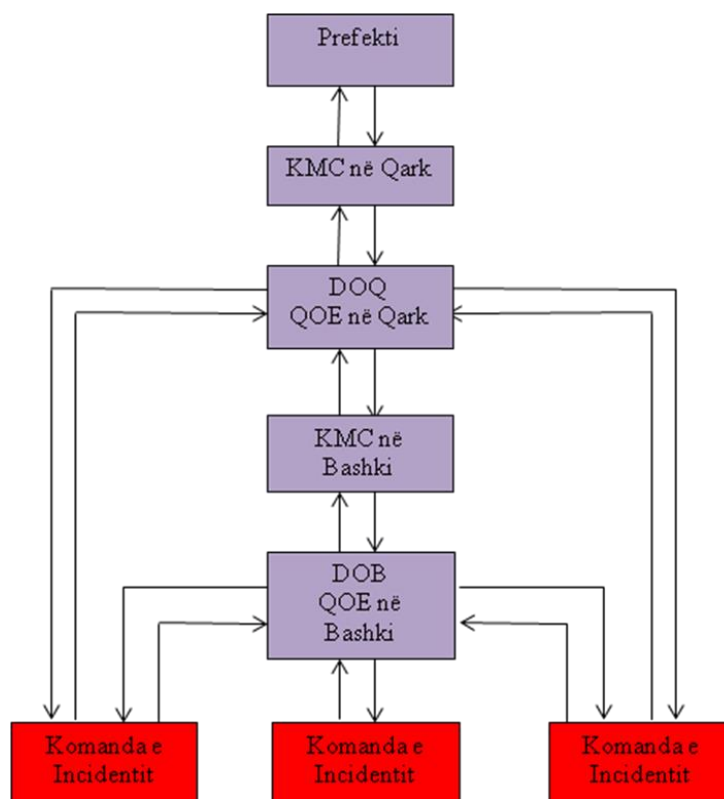 Prefekti
KMC në Qark
DOQ
QOE në Qark
KMC në
Bashki
DOB
QOE në
Bashki
Komanda e
Incidentit
Komanda e
Incidentit
Komanda e
Incidentit